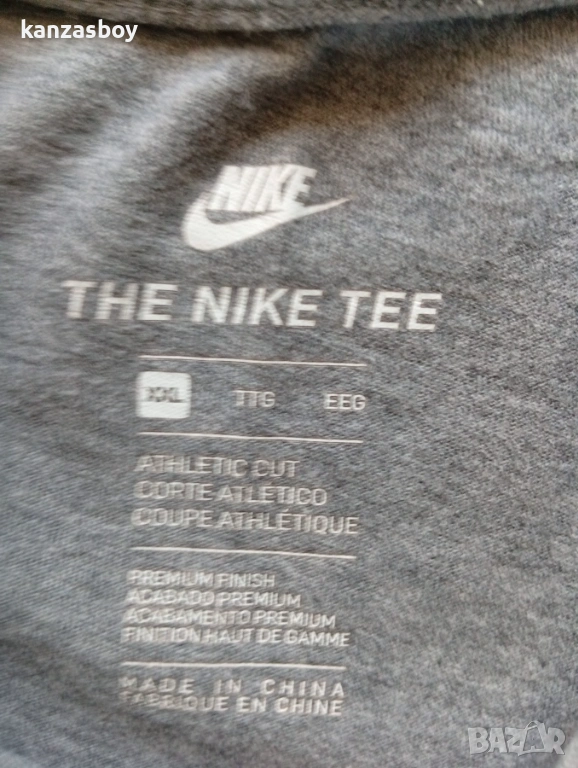 kanzasboy
NIKE
THE NIKE TEE
XXL TTG EEG
ATHLETIC CUT
CORTE ATLÉTICO
COUPE ATHLÉTIQUE
PREMIUM FINISH
ACABADO PREMIUM
ACABAMENTO PREMIUM
FINITION HAUT DE GAMME
MADE IN CHINA
FABRIQUE EN CHINE
BAZAR